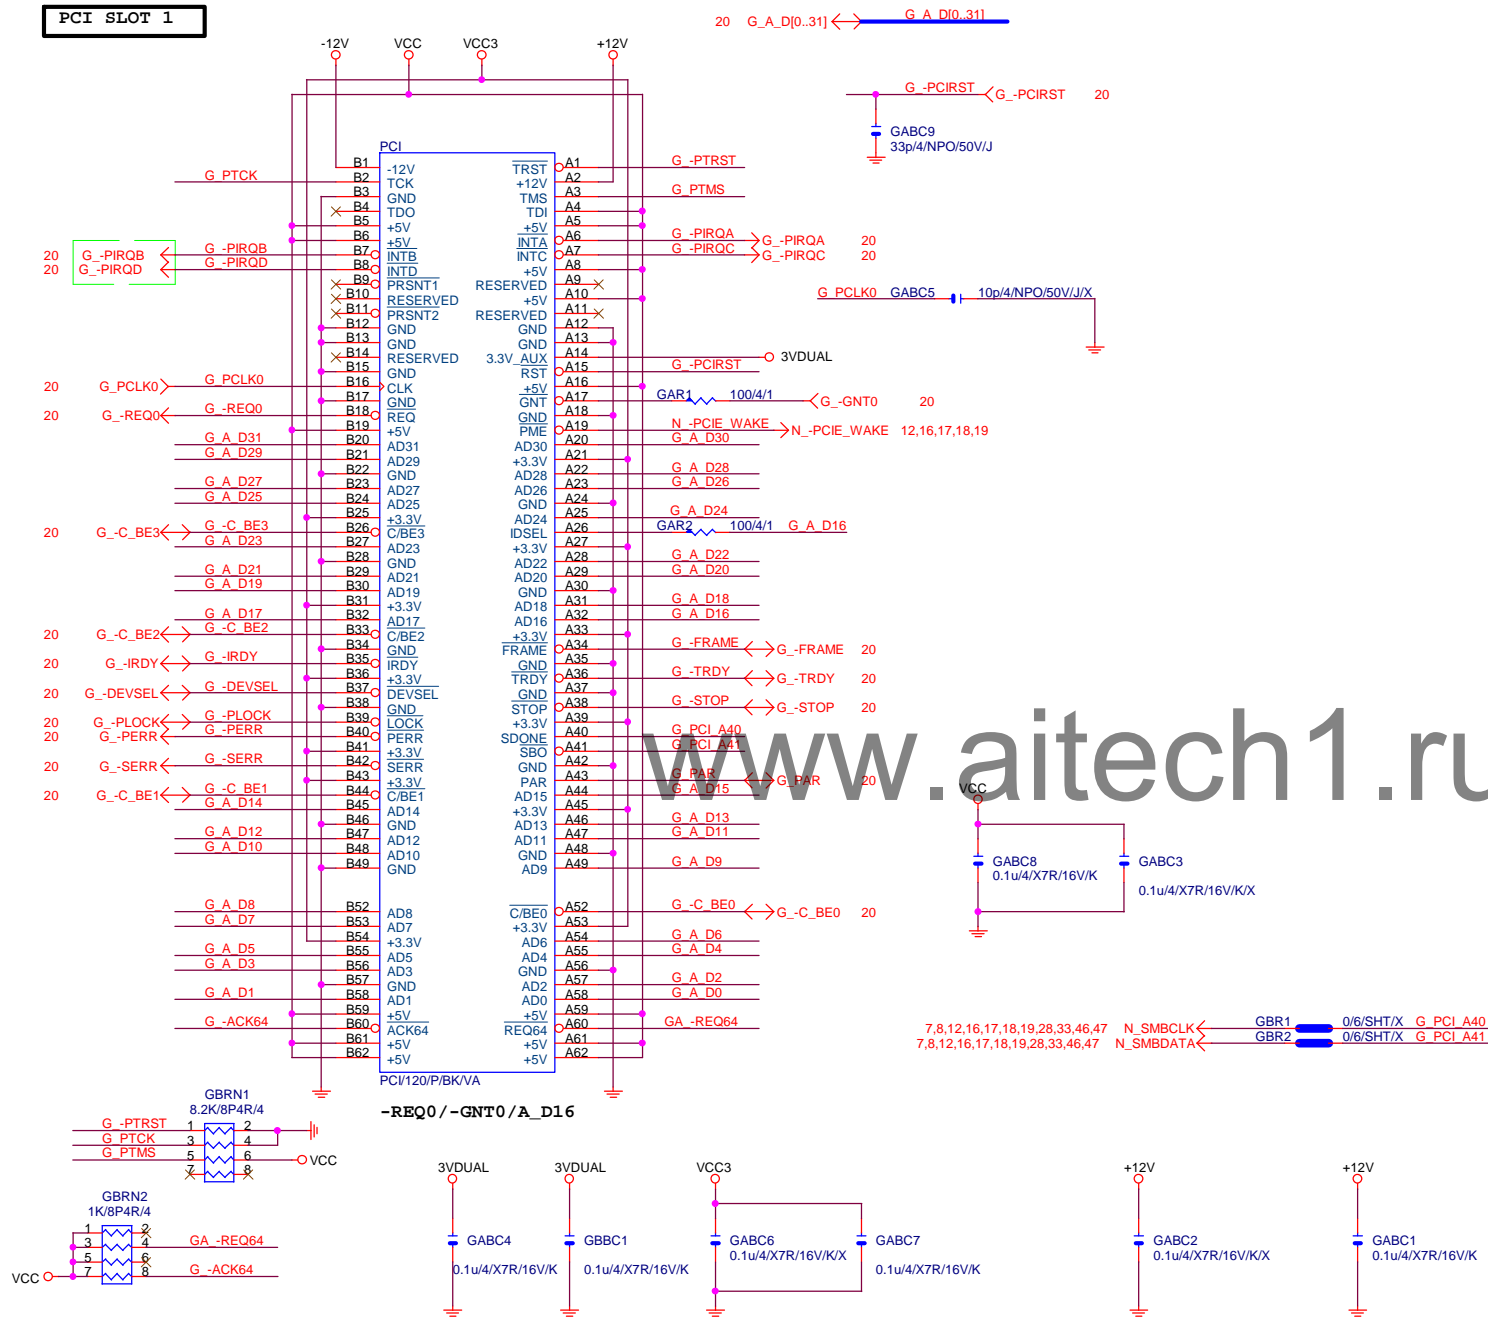 PCI SLOT 1
20 G_A_D[0..31] G_A_D[0..31]
-12V VCC VCC3 +12V
G_-PCIRST G_-PCIRST 20
GABC9
33p/4/NPO/50V/J
PCI
B1 -12V TRST A1 G_-PTRST
G_PTCK B2 TCK +12V A2
B3 GND TMS A3 G_PTMS
B4 TDO TDI A4
B5 +5V +5V A5
B6 +5V INTA A6 G_-PIRQA G_-PIRQA 20
20 G_-PIRQB G_-PIRQB B7 INTB INTC A7 G_-PIRQC G_-PIRQC 20
20 G_-PIRQD G_-PIRQD B8 INTD +5V A8
B9 PRSNT1 RESERVED A9
B10 RESERVED +5V A10
B11 PRSNT2 RESERVED A11
G_PCLK0 GABC5 10p/4/NPO/50V/J/X
B12 GND GND A12
B13 GND GND A13
B14 RESERVED 3.3V_AUX A14 3VDUAL
B15 GND RST A15 G_-PCIRST
20 G_PCLK0 G_PCLK0 B16 CLK +5V A16
B17 GND GNT A17 GAR1 100/4/1 G_-GNT0 20
20 G_-REQ0 G_-REQ0 B18 REQ GND A18
B19 +5V PME A19 N_-PCIE_WAKE N_-PCIE_WAKE 12,16,17,18,19
G_A_D31 B20 AD31 AD30 A20 G_A_D30
G_A_D29 B21 AD29 +3.3V A21
B22 GND AD28 A22 G_A_D28
G_A_D27 B23 AD27 AD26 A23 G_A_D26
G_A_D25 B24 AD25 GND A24
B25 +3.3V AD24 A25 G_A_D24
20 G_-C_BE3 G_-C_BE3 B26 C/BE3 IDSEL A26 GAR2 100/4/1 G_A_D16
G_A_D23 B27 AD23 +3.3V A27
B28 GND AD22 A28 G_A_D22
G_A_D21 B29 AD21 AD20 A29 G_A_D20
G_A_D19 B30 AD19 GND A30
B31 +3.3V AD18 A31 G_A_D18
G_A_D17 B32 AD17 AD16 A32 G_A_D16
20 G_-C_BE2 G_-C_BE2 B33 C/BE2 +3.3V A33
B34 GND FRAME A34 G_-FRAME G_-FRAME 20
20 G_-IRDY G_-IRDY B35 IRDY GND A35
B36 +3.3V TRDY A36 G_-TRDY G_-TRDY 20
20 G_-DEVSEL G_-DEVSEL B37 DEVSEL GND A37
B38 GND STOP A38 G_-STOP G_-STOP 20
20 G_-PLOCK G_-PLOCK B39 LOCK +3.3V A39
20 G_-PERR G_-PERR B40 PERR SDONE A40 G_PCI_A40
B41 +3.3V SBO A41 G_PCI_A41
20 G_-SERR G_-SERR B42 SERR GND A42
B43 +3.3V PAR A43 G_PAR G_PAR 20
20 G_-C_BE1 G_-C_BE1 B44 C/BE1 AD15 A44 G_A_D15
www.aitech1.ru
G_A_D14 B45 AD14 +3.3V A45
B46 GND AD13 A46 G_A_D13
G_A_D12 B47 AD12 AD11 A47 G_A_D11
G_A_D10 B48 AD10 GND A48
B49 GND AD9 A49 G_A_D9
VCC
GABC8
0.1u/4/X7R/16V/K
GABC3
0.1u/4/X7R/16V/K/X
G_A_D8 B52 AD8 C/BE0 A52 G_-C_BE0 G_-C_BE0 20
G_A_D7 B53 AD7 +3.3V A53
B54 +3.3V AD6 A54 G_A_D6
G_A_D5 B55 AD5 AD4 A55 G_A_D4
G_A_D3 B56 AD3 GND A56
B57 GND AD2 A57 G_A_D2
G_A_D1 B58 AD1 AD0 A58 G_A_D0
B59 +5V +5V A59
G_-ACK64 B60 ACK64 REQ64 A60 GA_-REQ64
B61 +5V +5V A61
B62 +5V +5V A62
7,8,12,16,17,18,19,28,33,46,47 N_SMBCLK GBR1 0/6/SHT/X G_PCI_A40
7,8,12,16,17,18,19,28,33,46,47 N_SMBDATA GBR2 0/6/SHT/X G_PCI_A41
PCI/120/P/BK/VA
-REQ0/-GNT0/A_D16
GBRN1
8.2K/8P4R/4
G_-PTRST 1 2
G_PTCK 3 4
G_PTMS 5 6 VCC
7 8
GBRN2
1K/8P4R/4
1 2
3 4 GA_-REQ64
5 6
VCC 7 8 G_-ACK64
3VDUAL
GABC4
0.1u/4/X7R/16V/K
3VDUAL
GBBC1
0.1u/4/X7R/16V/K
VCC3
GABC6
0.1u/4/X7R/16V/K/X
GABC7
0.1u/4/X7R/16V/K
+12V
GABC2
0.1u/4/X7R/16V/K/X
+12V
GABC1
0.1u/4/X7R/16V/K